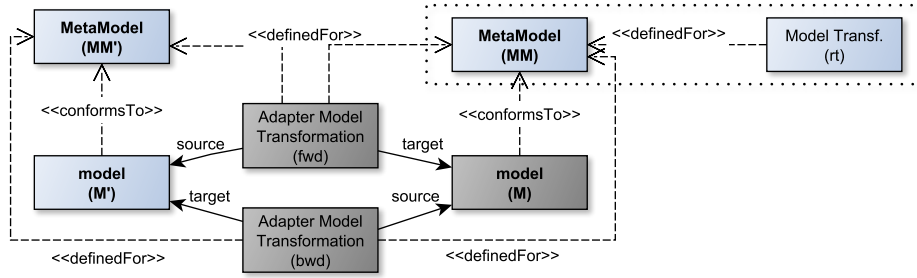 MetaModel
(MM')
<<definedFor>>
MetaModel
(MM)
<<definedFor>>
Model Transf.
(rt)
<<conformsTo>>
<<conformsTo>>
Adapter Model
Transformation
(fwd)
source
target
model
(M')
model
(M)
target
source
Adapter Model
Transformation
(bwd)
<<definedFor>>
<<definedFor>>